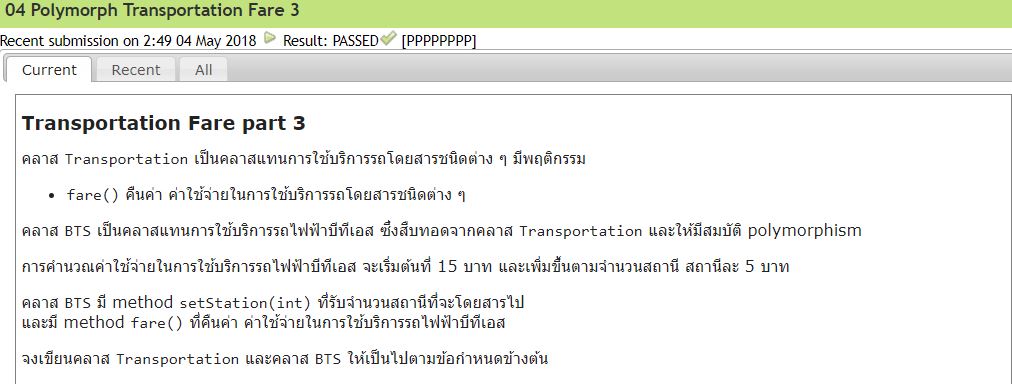 04 Polymorph Transportation Fare 3
Recent submission on 2:49 04 May 2018 Result: PASSED [PPPPPPPP]
Current Recent All
Transportation Fare part 3
คลาส Transportation เป็นคลาสแทนการใช้บริการรถโดยสารชนิดต่าง ๆ มีพฤติกรรม
• fare() คืนค่า ค่าใช้จ่ายในการใช้บริการรถโดยสารชนิดต่าง ๆ
คลาส BTS เป็นคลาสแทนการใช้บริการรถไฟฟ้าบีทีเอส ซึ่งสืบทอดจากคลาส Transportation และให้มีสมบัติ polymorphism
การคำนวณค่าใช้จ่ายในการใช้บริการรถไฟฟ้าบีทีเอส จะเริ่มต้นที่ 15 บาท และเพิ่มขึ้นตามจำนวนสถานี สถานีละ 5 บาท
คลาส BTS มี method setStation(int) ที่รับจำนวนสถานีที่จะโดยสารไป
และมี method fare() ที่คืนค่า ค่าใช้จ่ายในการใช้บริการรถไฟฟ้าบีทีเอส
จงเขียนคลาส Transportation และคลาส BTS ให้เป็นไปตามข้อกำหนดข้างต้น